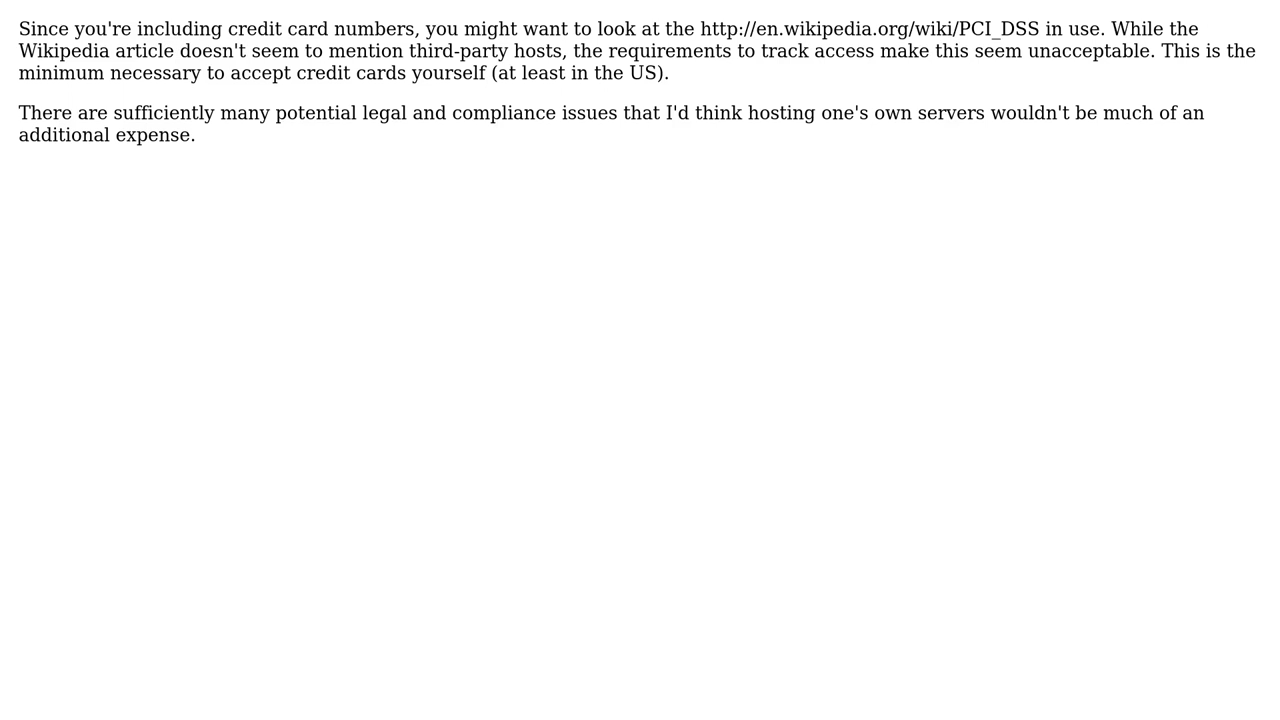 Since you're including credit card numbers, you might want to look at the http://en.wikipedia.org/wiki/PCI_DSS in use. While the
Wikipedia article doesn't seem to mention third-party hosts, the requirements to track access make this seem unacceptable. This is the
minimum necessary to accept credit cards yourself (at least in the US).
There are sufficiently many potential legal and compliance issues that I'd think hosting one's own servers wouldn't be much of an
additional expense.